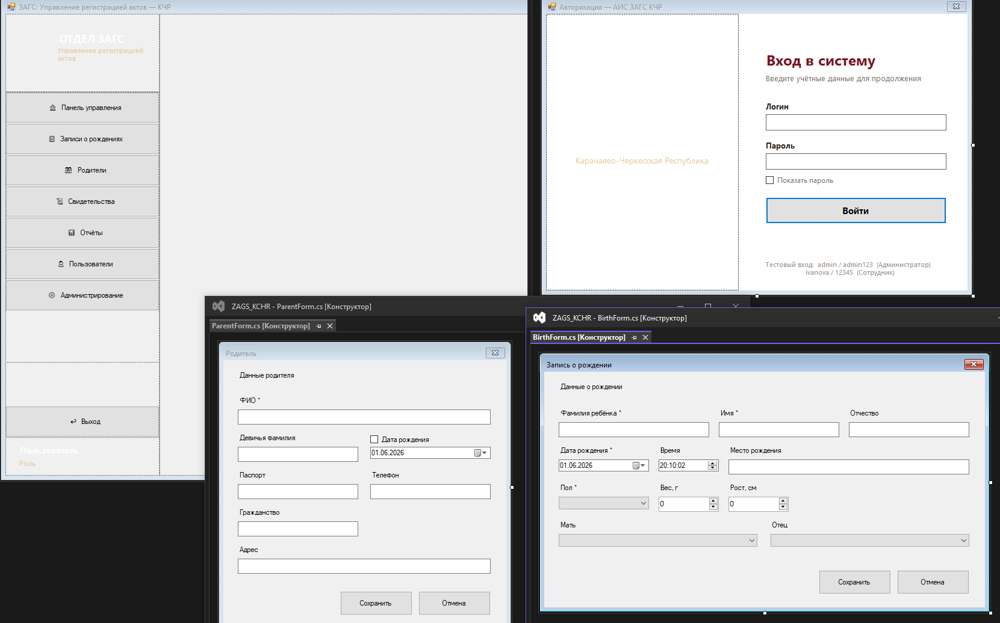 ЗАГС: Управление регистрацией актов — КЧР
ОТДЕЛ ЗАГС
Управление регистрацией
актов
Панель управления
Записи о рождениях
Родители
Свидетельства
Отчёты
Пользователи
Администрирование
Выход
Пользователь
Роль
Авторизация — АИС ЗАГС КЧР
Карачаево-Черкесская Республика
Вход в систему
Введите учётные данные для продолжения
Логин
Пароль
Показать пароль
Войти
Тестовый вход: admin / admin123 (Администратор)
ivanova / 12345 (Сотрудник)
ZAGS_KCHR - ParentForm.cs [Конструктор]
ParentForm.cs [Конструктор]
Родитель
Данные родителя
ФИО *
Девичья фамилия
Дата рождения
01.06.2026
Паспорт
Телефон
Гражданство
Адрес
Сохранить
Отмена
ZAGS_KCHR - BirthForm.cs [Конструктор]
BirthForm.cs [Конструктор]
Запись о рождении
Данные о рождении
Фамилия ребёнка *
Имя *
Отчество
Дата рождения *
Время
Место рождения
01.06.2026
20:10:02
Пол *
Вес, г
Рост, см
0
0
Мать
Отец
Сохранить
Отмена